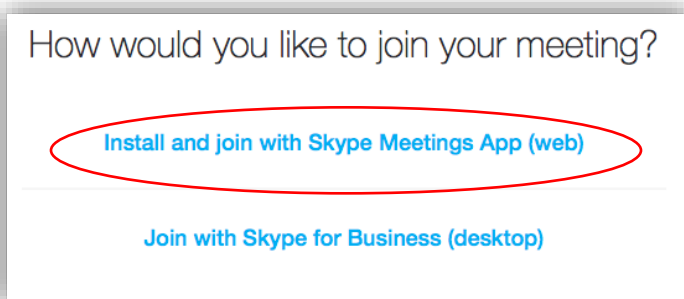 How would you like to join your meeting?
Install and join with Skype Meetings App (web)
Join with Skype for Business (desktop)